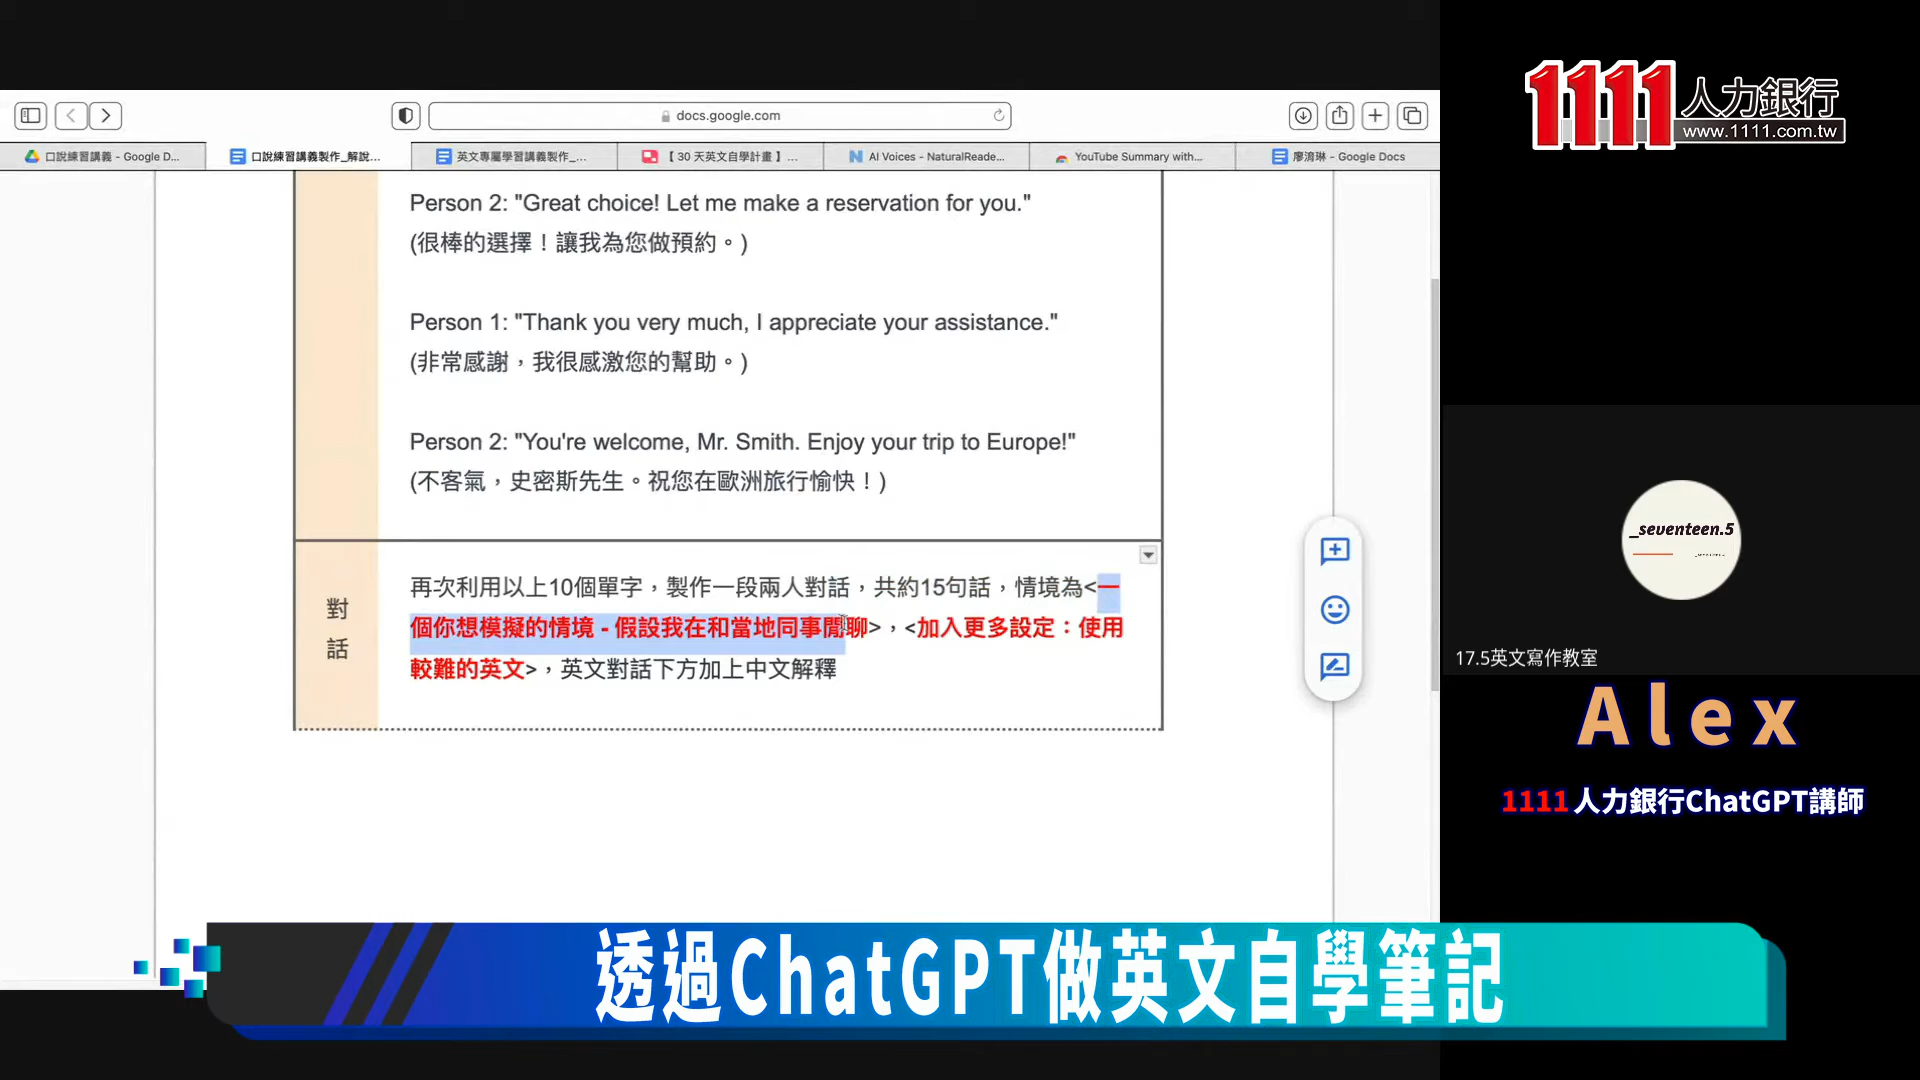 docs.google.com
口說練習講義 - Google D...
口說練習講義製作_解說...
英文專屬學習講義製作_...
【 30 天英文自學計畫 】...
AI Voices - NaturalReade...
YouTube Summary with...
廖淯琳 - Google Docs
Person 2: "Great choice! Let me make a reservation for you."
(很棒的選擇！讓我為您做預約。)
Person 1: "Thank you very much, I appreciate your assistance."
(非常感謝，我很感激您的幫助。)
Person 2: "You're welcome, Mr. Smith. Enjoy your trip to Europe!"
(不客氣，史密斯先生。祝您在歐洲旅行愉快！)
對話
再次利用以上10個單字，製作一段兩人對話，共約15句話，情境為<一
個你想模擬的情境 - 假設我在和當地同事閒聊>，<加入更多設定：使用
較難的英文>，英文對話下方加上中文解釋
1111人力銀行
www.1111.com.tw
_seventeen.5
17.5英文寫作教室
Alex
1111人力銀行ChatGPT講師
透過ChatGPT做英文自學筆記